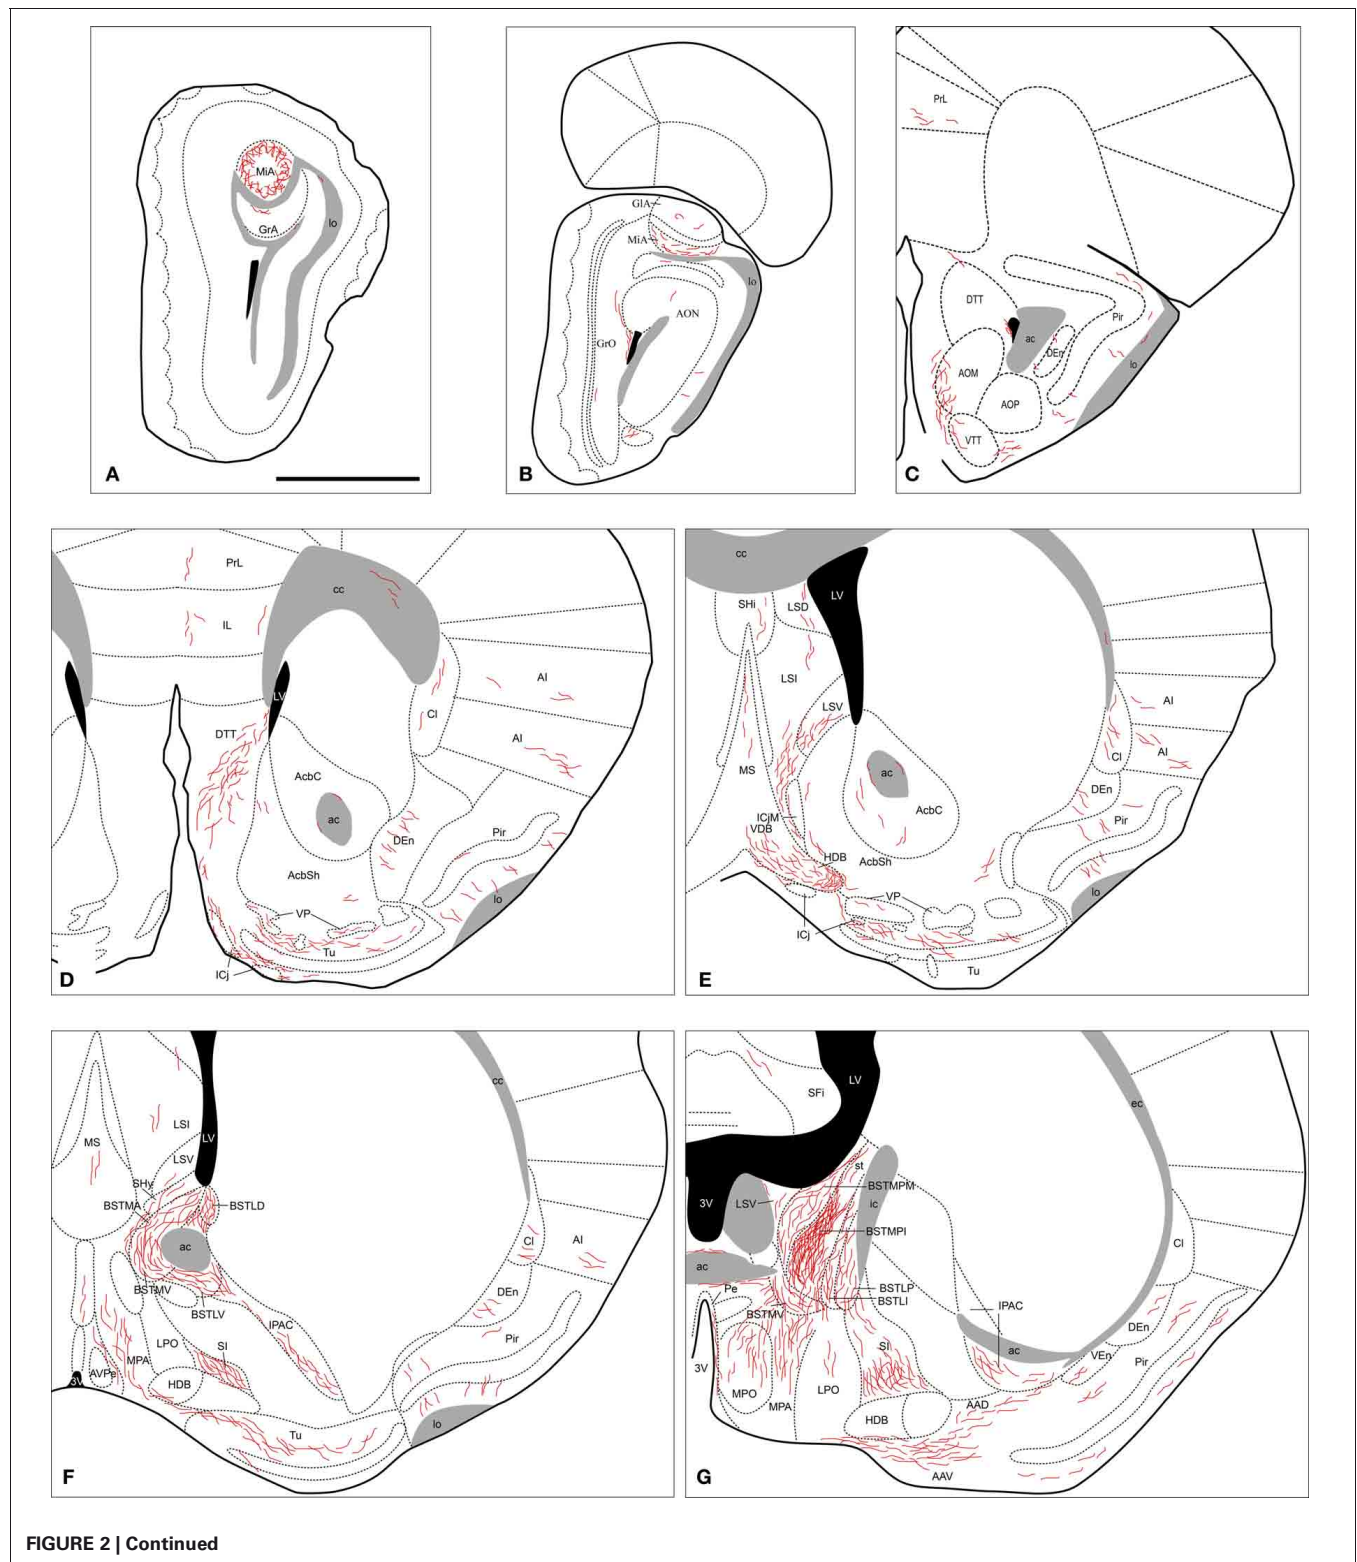 MiA
GrA
lo
A
GlA
MiA
lo
AON
GrO
B
PrL
DTT
Pir
ac
DEn
lo
AOM
AOP
VTT
C
PrL
cc
IL
AI
LV
Cl
DTT
AI
AcbC
ac
Pir
DEn
AcbSh
lo
VP
Tu
ICj
D
cc
LV
SHi
LSD
LSI
AI
LSV
AI
Cl
MS
ac
DEn
AcbC
ICjM
Pir
VDB
HDB
AcbSh
lo
VP
ICj
Tu
E
cc
LSI
LV
MS
LSV
SHy
BSTMA
BSTLD
AI
Cl
ac
BSTMV
DEn
BSTLV
IPAC
Pir
LPO
SI
MPA
AVPe
3V
HDB
lo
Tu
F
LV
SFi
ec
st
BSTMPM
3V
LSV
ic
BSTMPI
Cl
ac
Pe
BSTLP
BSTLI
IPAC
BSTMV
DEn
SI
ac
VEn
Pir
3V
MPO
LPO
MPA
AAD
HDB
AAV
G
FIGURE 2 | Continued